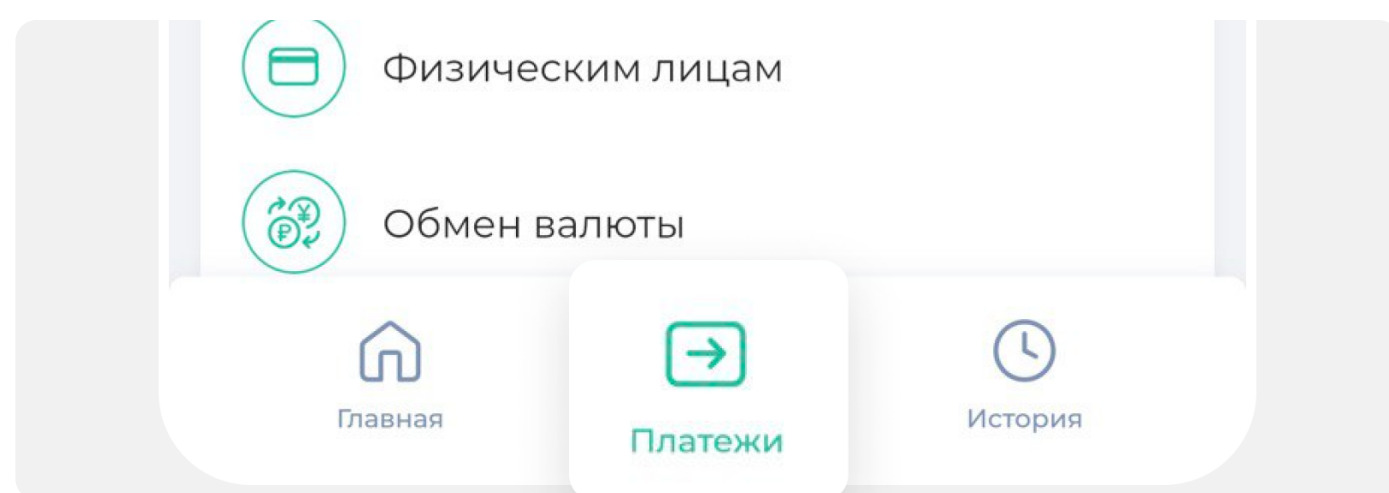 Физическим лицам
Обмен валюты
Главная
Платежи
История